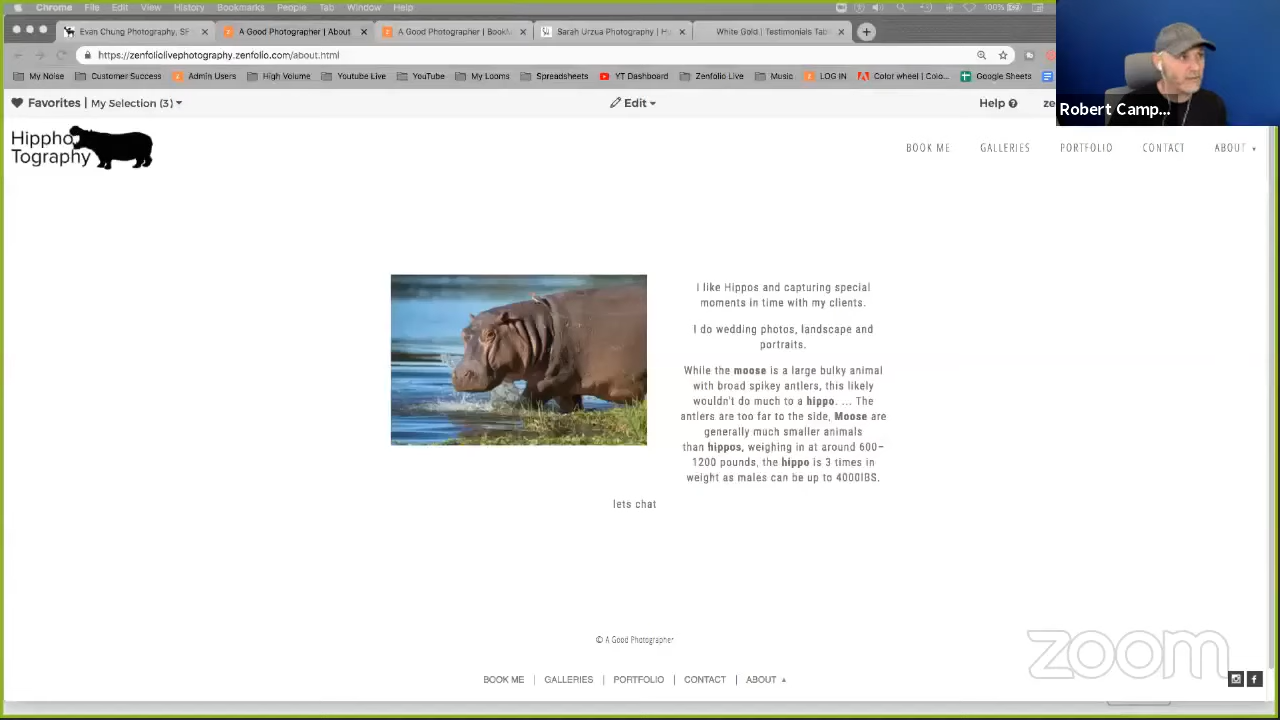 Chrome File Edit View History Bookmarks People Tab Window Help 100%
Evan Chung Photography, SF
A Good Photographer | About
A Good Photographer | BookM
Sarah Urzua Photography | H
White Gold. | Testimonials Tab
https://zenfoliolivephotography.zenfolio.com/about.html
My Noise Customer Success Admin Users High Volume Youtube Live YouTube My Looms Spreadsheets YT Dashboard Zenfolio Live Music LOG IN Color wheel | Colo... Google Sheets
Robert Camp...
Favorites | My Selection (3) Edit Help ze
Hippho
Tography
BOOK ME GALLERIES PORTFOLIO CONTACT ABOUT
I like Hippos and capturing special
moments in time with my clients.
I do wedding photos, landscape and
portraits.
While the moose is a large bulky animal
with broad spikey antlers, this likely
wouldn't do much to a hippo. ... The
antlers are too far to the side, Moose are
generally much smaller animals
than hippos, weighing in at around 600–
1200 pounds, the hippo is 3 times in
weight as males can be up to 4000IBS.
lets chat
© A Good Photographer
zoom
BOOK ME | GALLERIES | PORTFOLIO | CONTACT | ABOUT